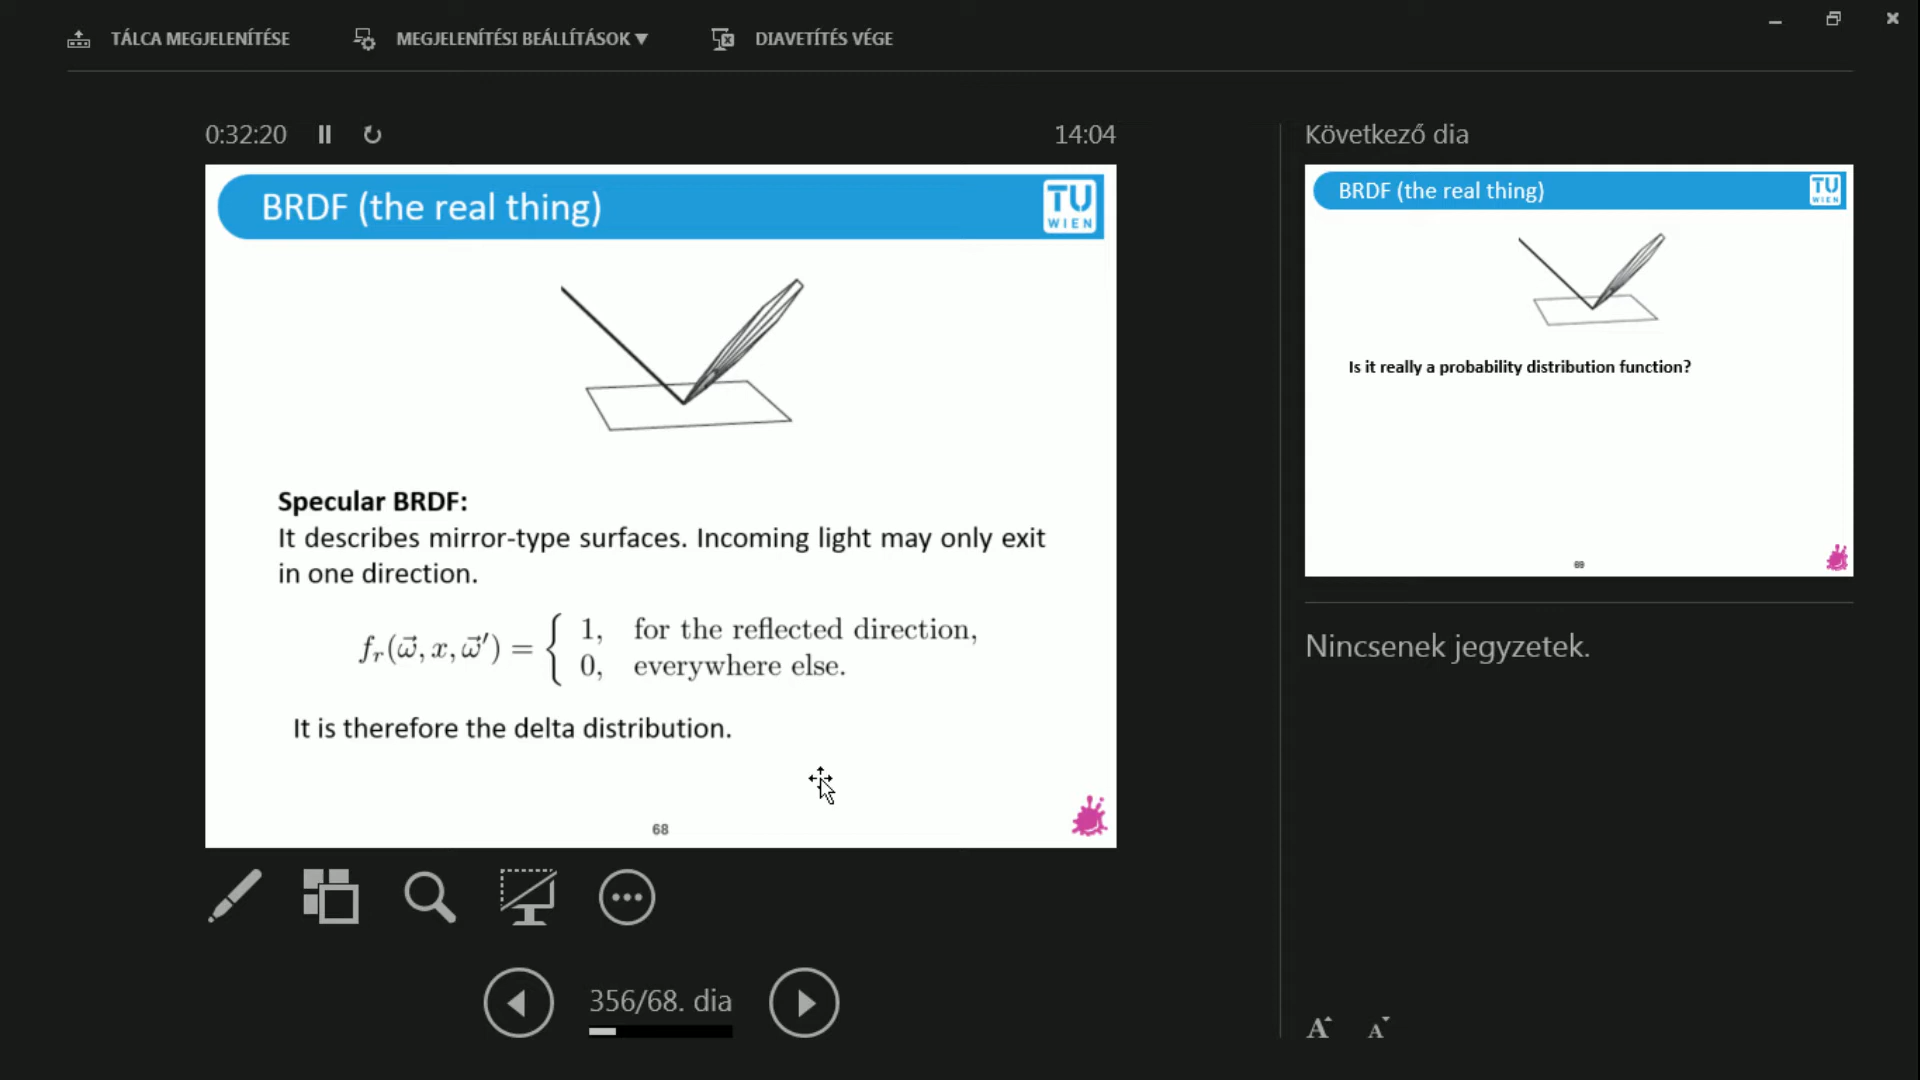 TÁLCA MEGJELENÍTÉSE
MEGJELENÍTÉSI BEÁLLÍTÁSOK ▼
DIAVETÍTÉS VÉGE
0:32:20
14:04
BRDF (the real thing)
TU
WIEN
Specular BRDF:
It describes mirror-type surfaces. Incoming light may only exit
in one direction.
f_r(ω⃗, x, ω⃗′) = { 1, for the reflected direction,
0, everywhere else.
It is therefore the delta distribution.
68
356/68. dia
Következő dia
BRDF (the real thing)
TU
WIEN
Is it really a probability distribution function?
69
Nincsenek jegyzetek.
A A